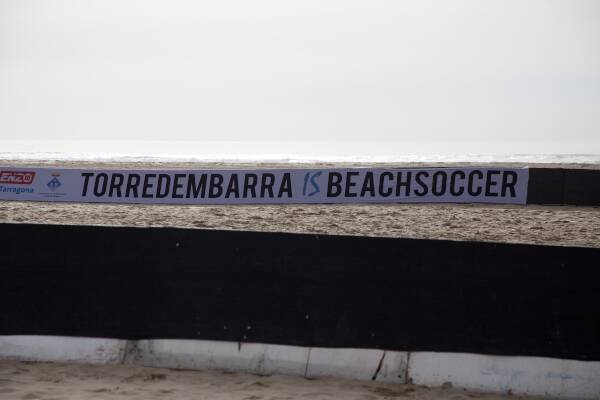 TORREDEMBARRA IS BEACHSOCCER
ENZO
Tarragona